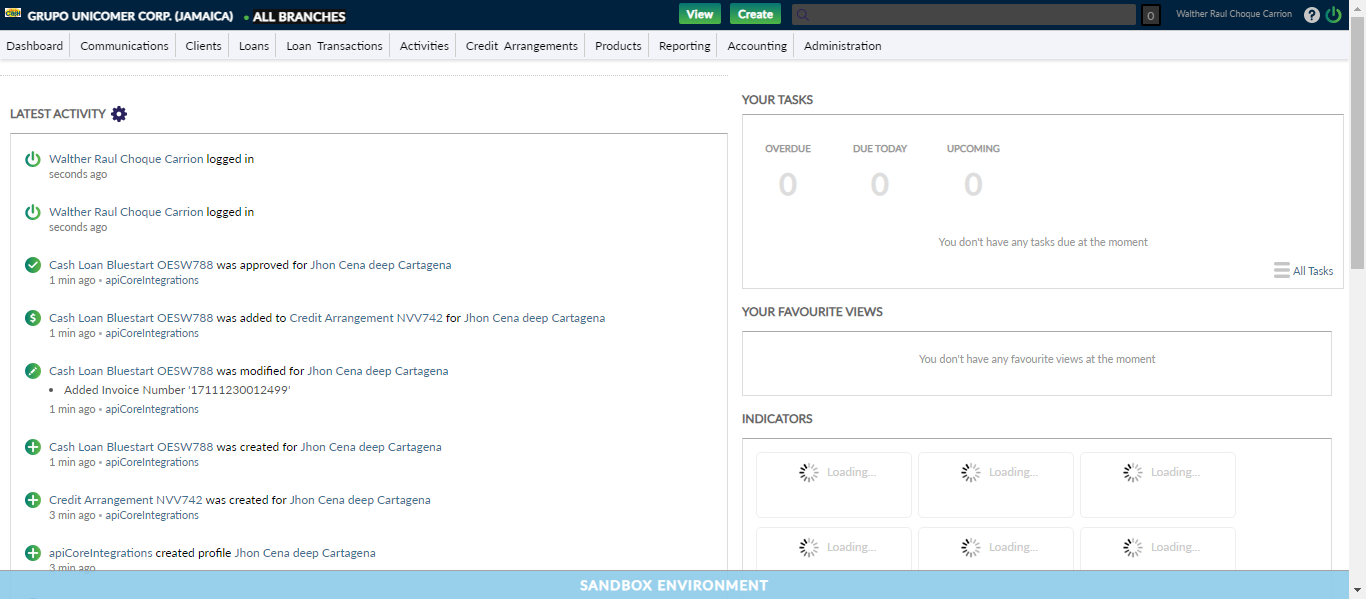 CASH
GRUPO UNICOMER CORP. (JAMAICA) • ALL BRANCHES View Create 0 Walther Raul Choque Carrion ?
Dashboard Communications Clients Loans Loan Transactions Activities Credit Arrangements Products Reporting Accounting Administration
LATEST ACTIVITY
Walther Raul Choque Carrion logged in
seconds ago
Walther Raul Choque Carrion logged in
seconds ago
Cash Loan Bluestart OESW788 was approved for Jhon Cena deep Cartagena
1 min ago • apiCoreIntegrations
Cash Loan Bluestart OESW788 was added to Credit Arrangement NVV742 for Jhon Cena deep Cartagena
1 min ago • apiCoreIntegrations
Cash Loan Bluestart OESW788 was modified for Jhon Cena deep Cartagena
• Added Invoice Number '17111230012499'
1 min ago • apiCoreIntegrations
Cash Loan Bluestart OESW788 was created for Jhon Cena deep Cartagena
1 min ago • apiCoreIntegrations
Credit Arrangement NVV742 was created for Jhon Cena deep Cartagena
3 min ago • apiCoreIntegrations
apiCoreIntegrations created profile Jhon Cena deep Cartagena
3 min ago
YOUR TASKS
OVERDUE DUE TODAY UPCOMING
0 0 0
You don't have any tasks due at the moment
All Tasks
YOUR FAVOURITE VIEWS
You don't have any favourite views at the moment
INDICATORS
Loading... Loading... Loading...
Loading... Loading... Loading...
SANDBOX ENVIRONMENT